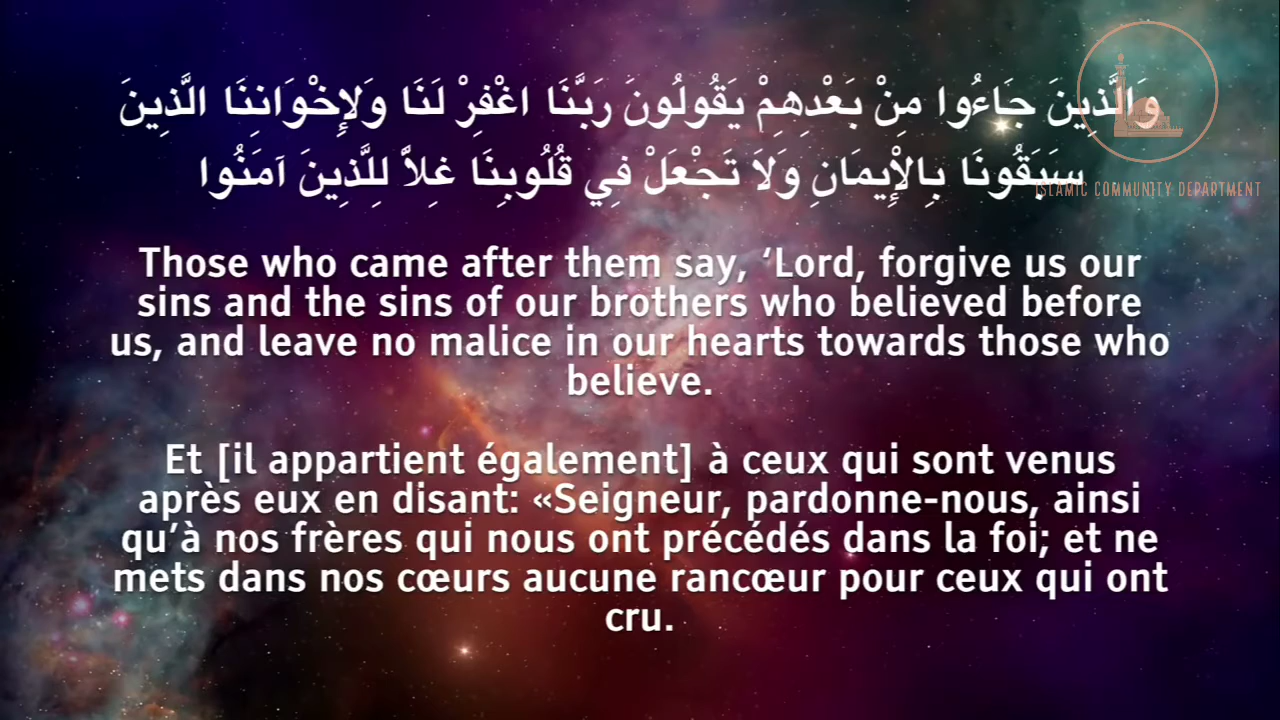 وَالَّذِينَ جَاءُوا مِنْ بَعْدِهِمْ يَقُولُونَ رَبَّنَا اغْفِرْ لَنَا وَلِإِخْوَانِنَا الَّذِينَ
سَبَقُونَا بِالْإِيمَانِ وَلَا تَجْعَلْ فِي قُلُوبِنَا غِلاًّ لِلَّذِينَ آمَنُوا
ISLAMIC COMMUNITY DEPARTMENT
Those who came after them say, ‘Lord, forgive us our
sins and the sins of our brothers who believed before
us, and leave no malice in our hearts towards those who
believe.
Et [il appartient également] à ceux qui sont venus
après eux en disant: «Seigneur, pardonne-nous, ainsi
qu’à nos frères qui nous ont précédés dans la foi; et ne
mets dans nos cœurs aucune rancœur pour ceux qui ont
cru.